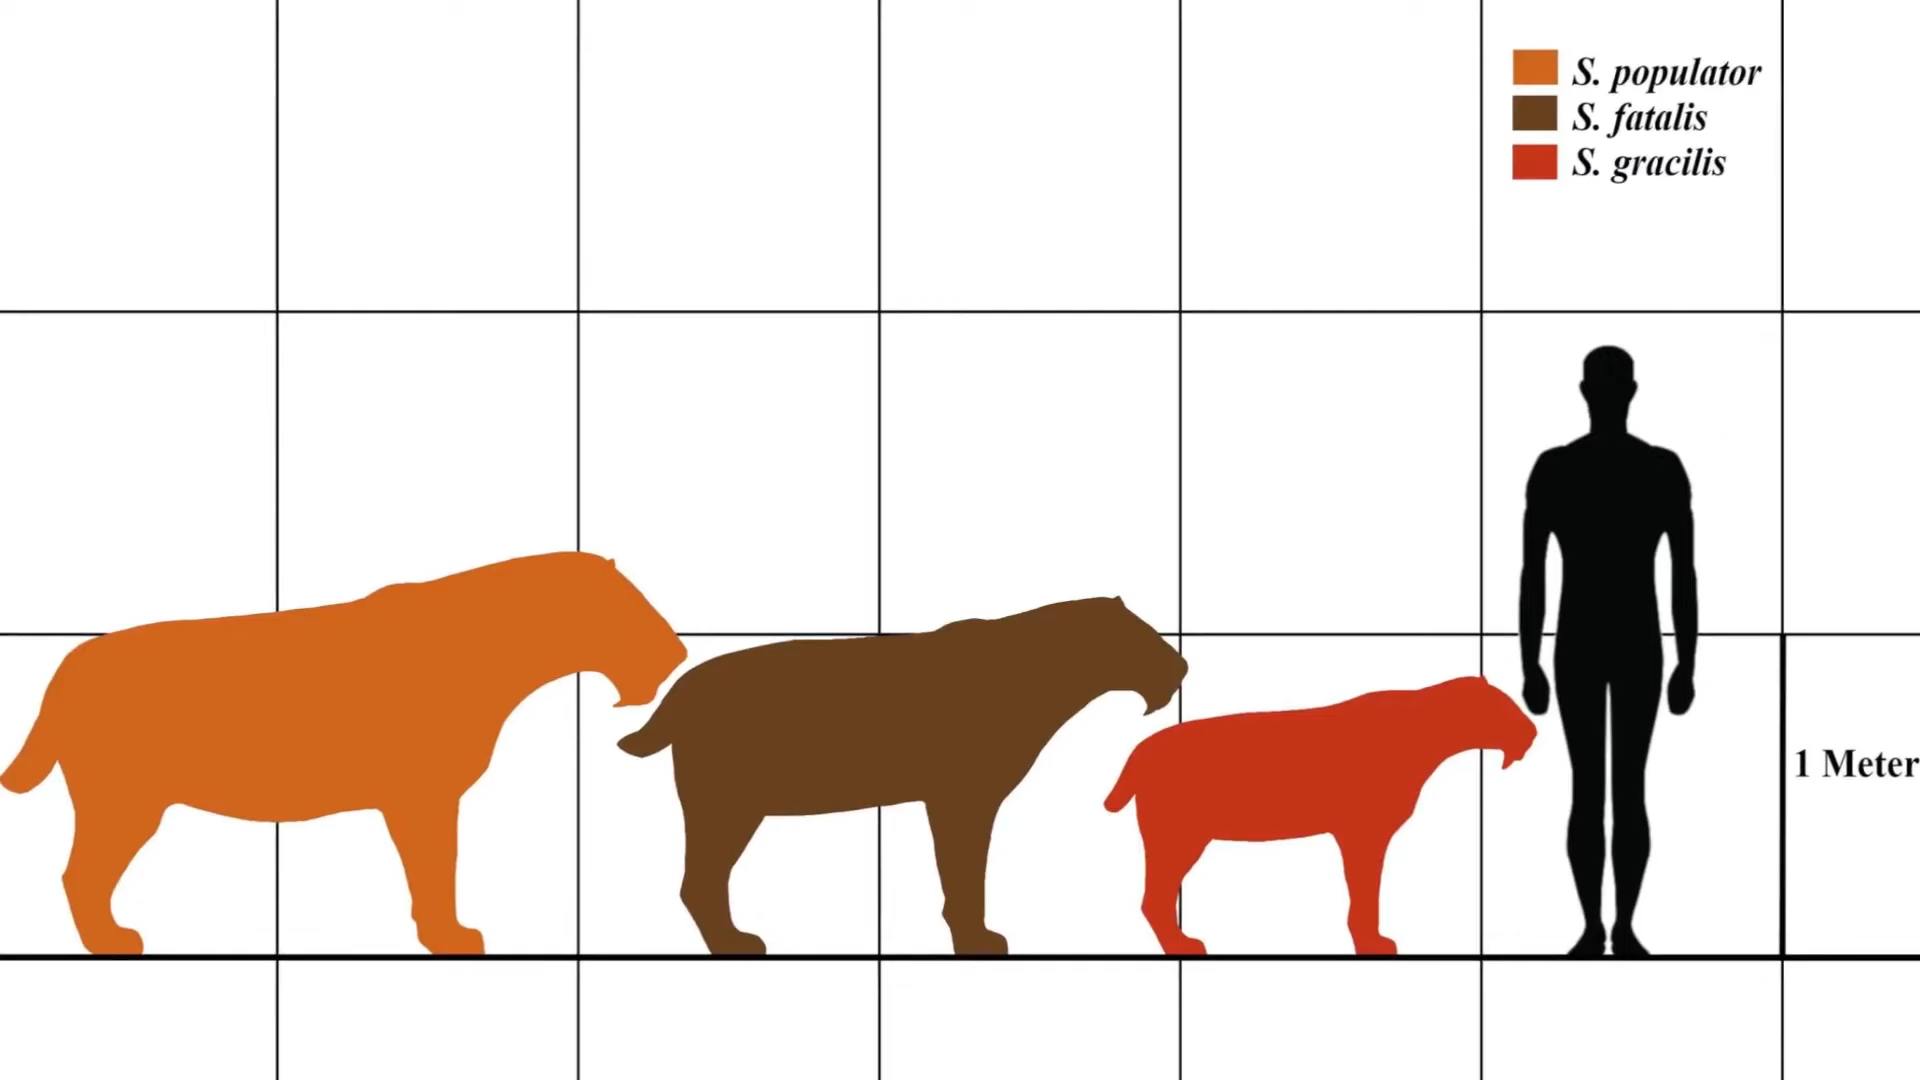 S. populator
S. fatalis
S. gracilis
1 Meter